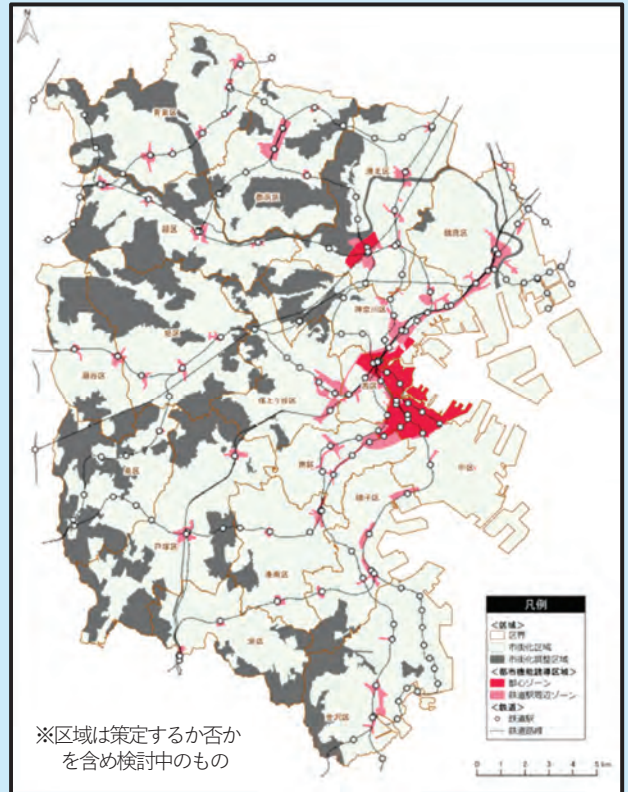 N
青葉区
都筑区
港北区
緑区
鶴見区
神奈川区
旭区
西区
瀬谷区
保土ケ谷区
南区
中区
泉区
磯子区
戸塚区
港南区
栄区
金沢区
※区域は策定するか否か
を含め検討中のもの
凡例
<区域>
区界
市街化区域
市街化調整区域
<都市機能誘導区域>
都心ゾーン
鉄道駅周辺ゾーン
<鉄道>
鉄道駅
鉄道路線
0 1 2 3 4 5 km